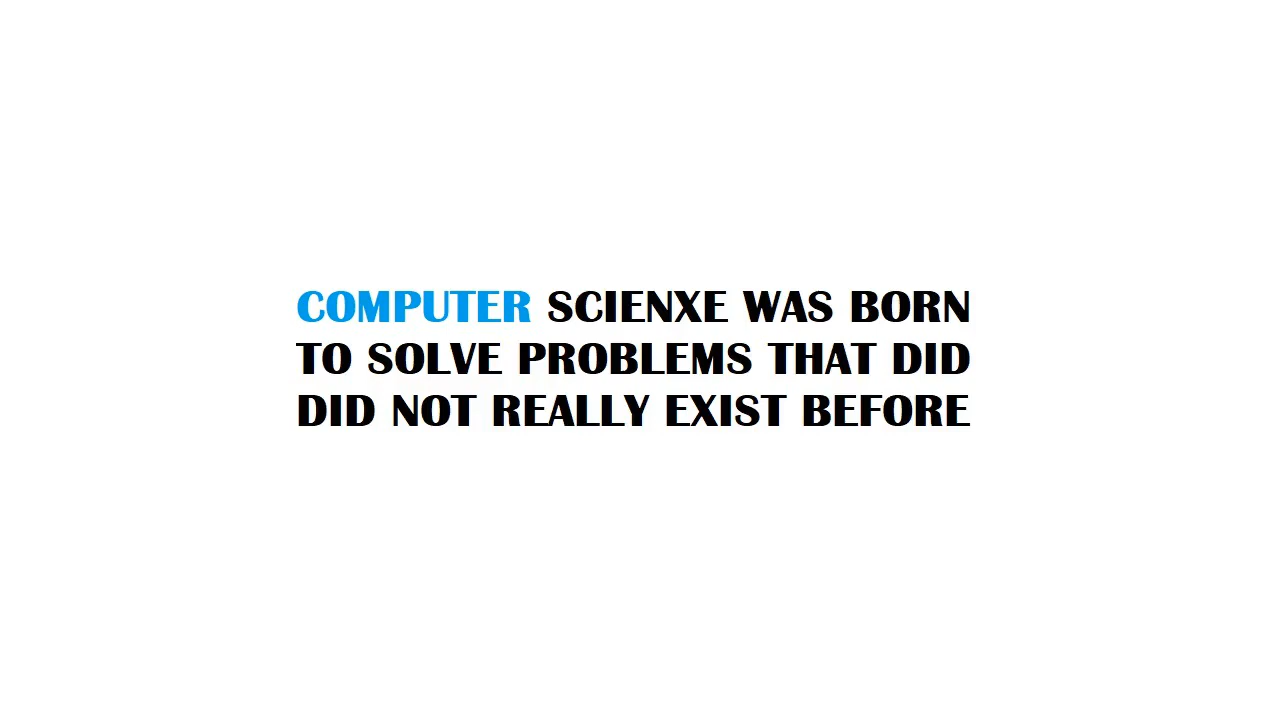 COMPUTER SCIENXE WAS BORN
TO SOLVE PROBLEMS THAT DID
DID NOT REALLY EXIST BEFORE